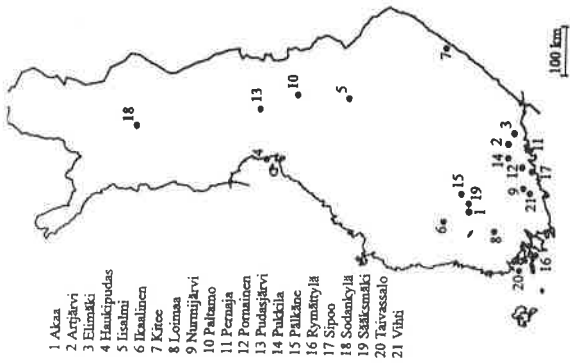 1 Akaa
2 Artjärvi
3 Elimäki
4 Haukipudas
5 Iisalmi
6 Ikaalinen
7 Kitee
8 Loimaa
9 Nurmijärvi
10 Paltamo
11 Pernaja
12 Pornainen
13 Pudasjärvi
14 Pukkila
15 Pälkäne
16 Rymättylä
17 Sipoo
18 Sodankylä
19 Sääksmäki
20 Taivassalo
21 Vihti
18
13
10
4
5
7
15
6
19
1
2
3
14
12
8
9
11
21
17
20
16
100 km